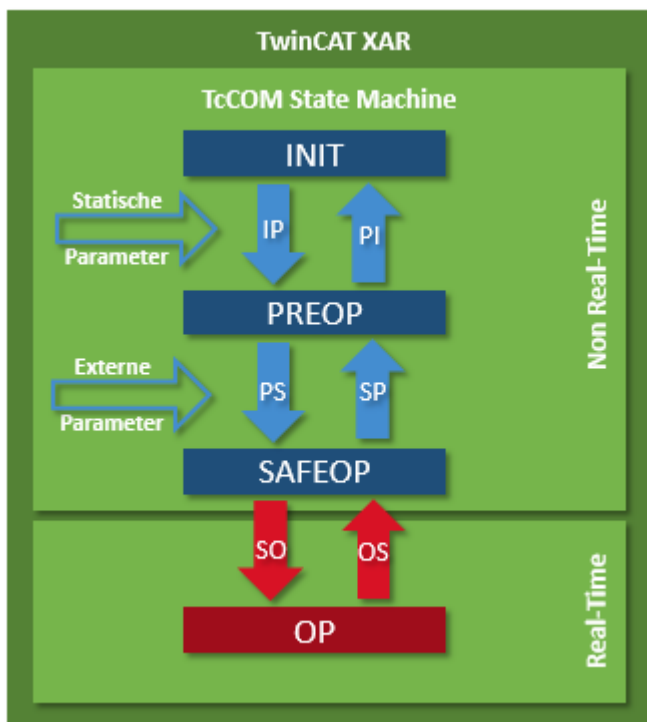 TwinCAT XAR
TcCOM State Machine
INIT
Statische
Parameter
IP
PI
PREOP
Externe
Parameter
PS
SP
SAFEOP
Non Real-Time
SO
OS
OP
Real-Time